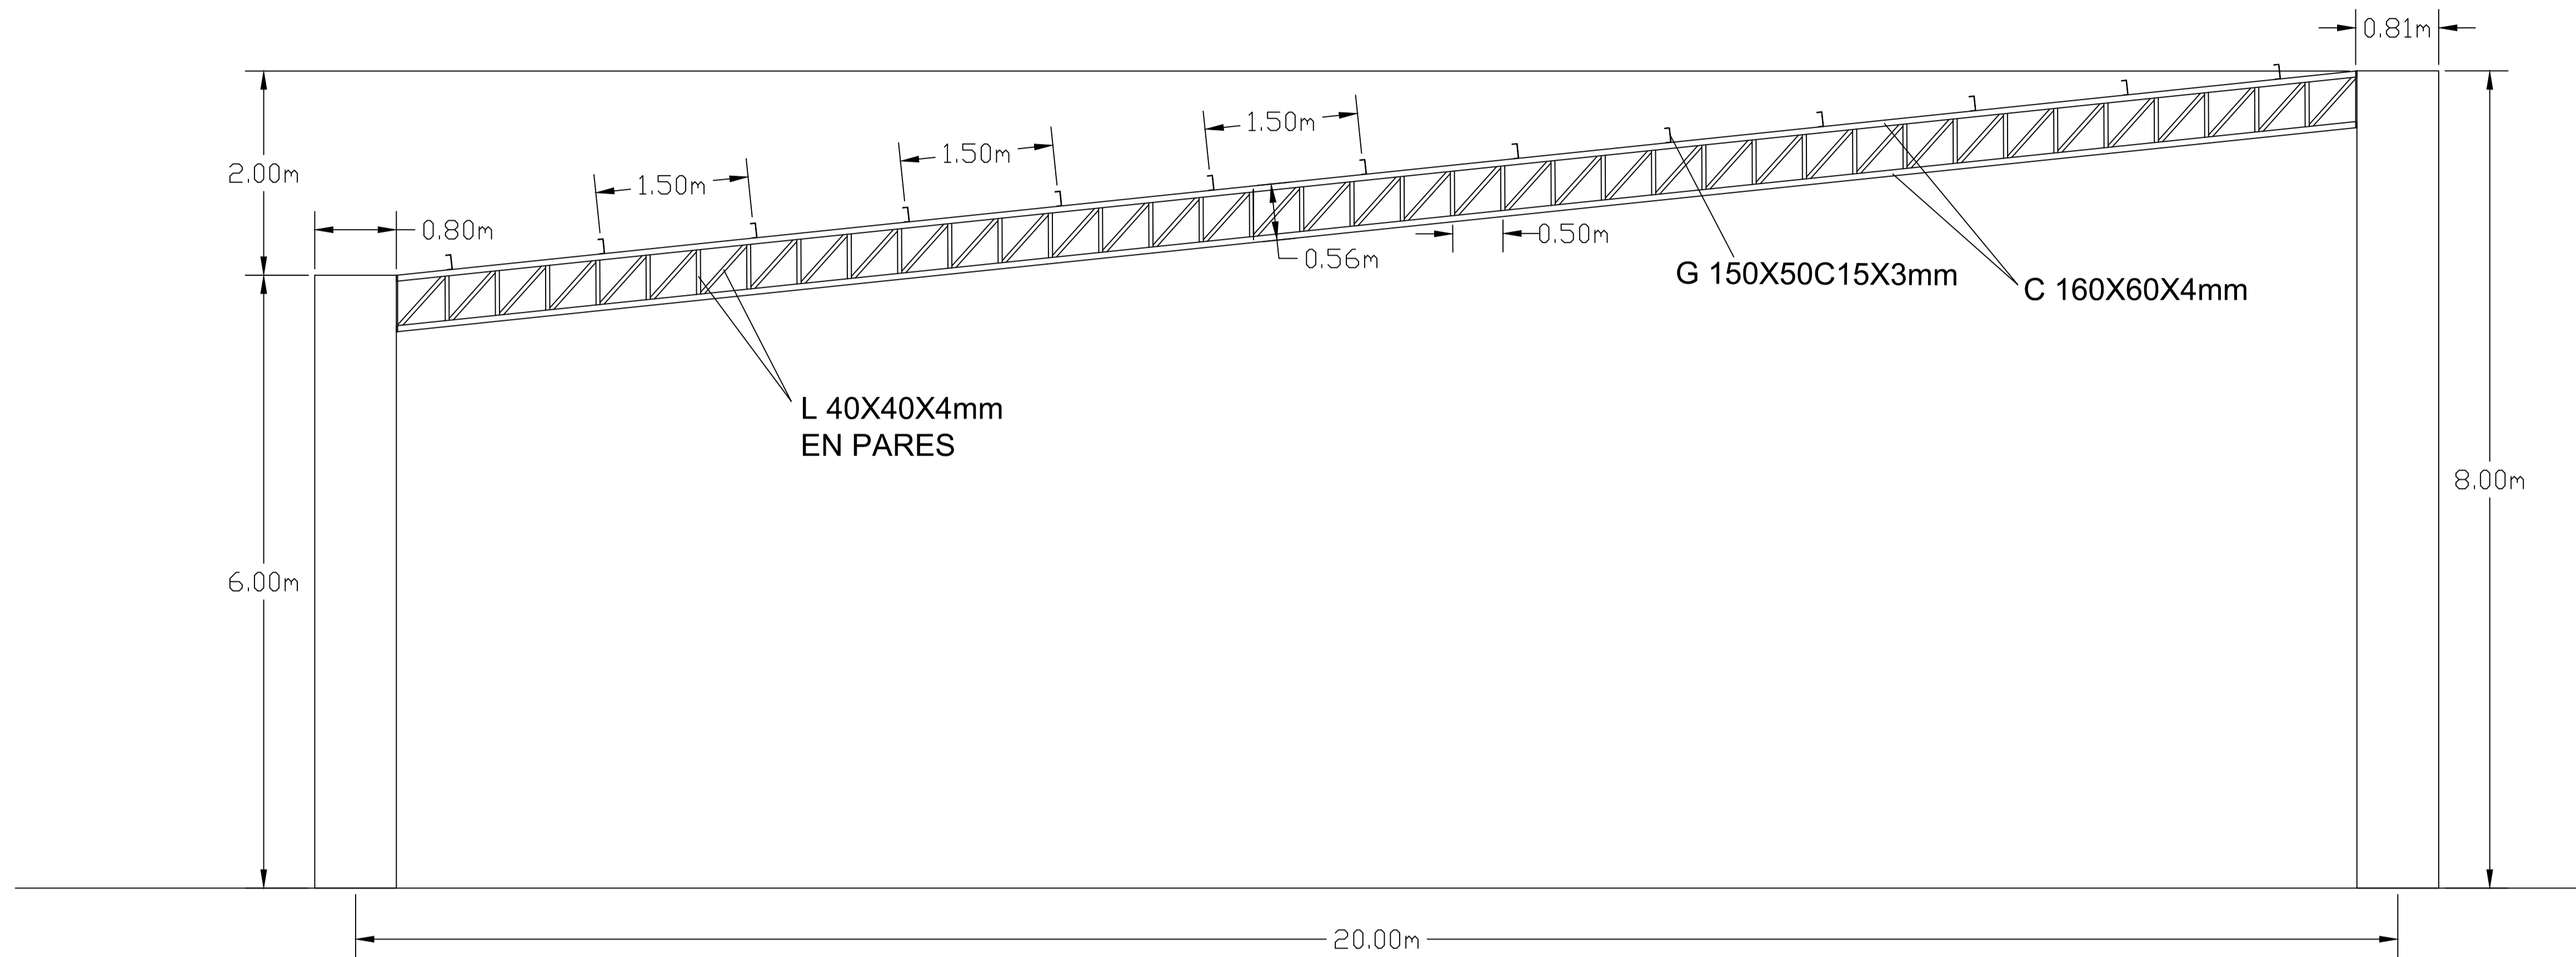 0.81m
1.50m
1.50m
1.50m
2.00m
0.80m
0.50m
0.56m
G 150X50C15X3mm
C 160X60X4mm
L 40X40X4mm
EN PARES
8.00m
6.00m
20.00m